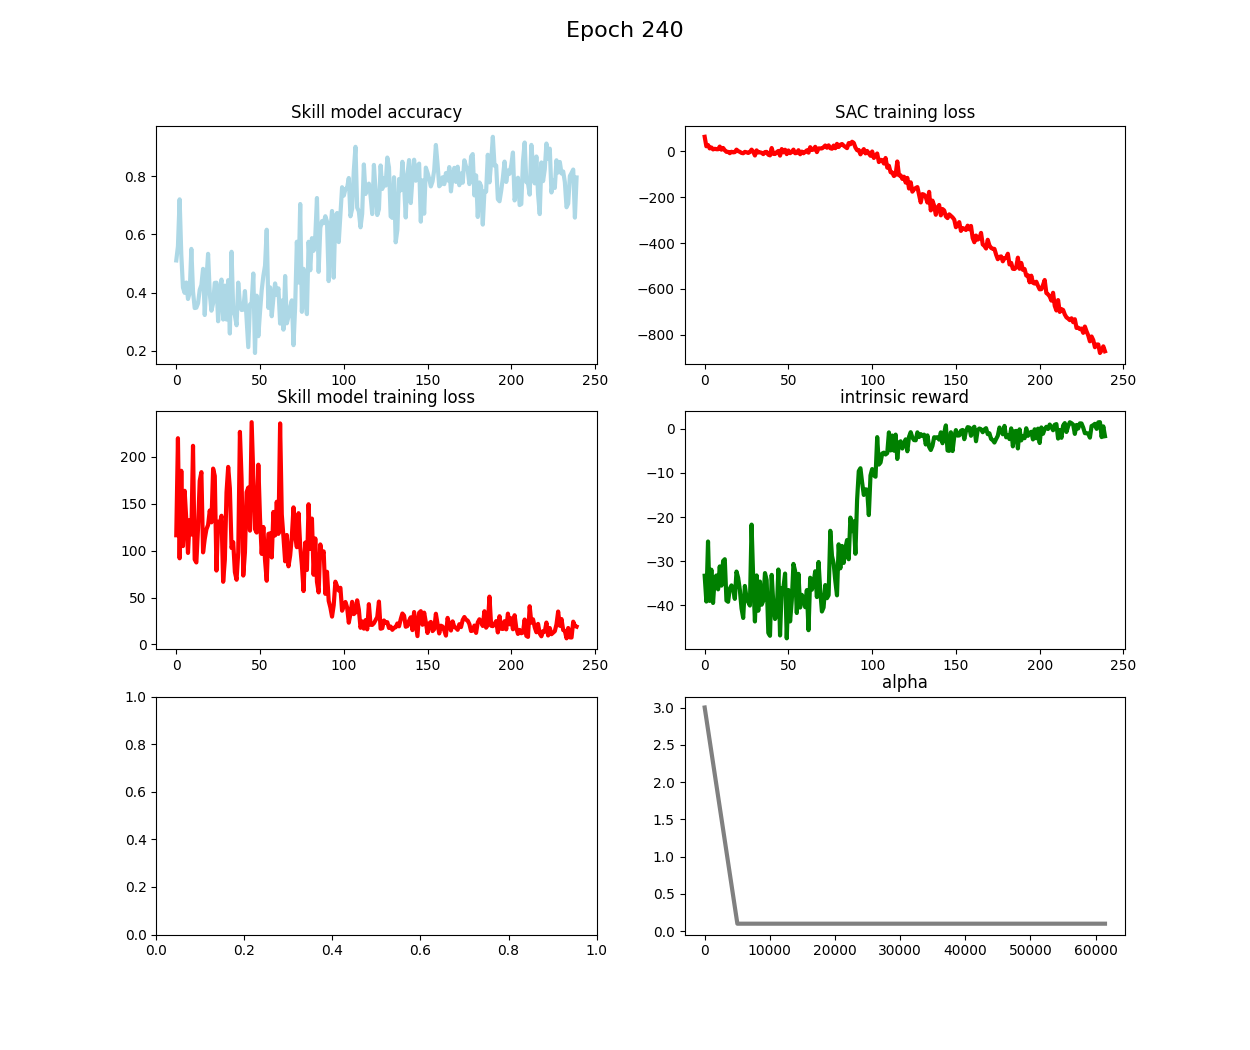 Epoch 240
Skill model accuracy
SAC training loss
0.8
0.6
0.4
0.2
0 50 100 150 200 250
0
−200
−400
−600
−800
0 50 100 150 200 250
Skill model training loss
intrinsic reward
200
150
100
50
0
0 50 100 150 200 250
0
−10
−20
−30
−40
0 50 100 150 200 250
alpha
1.0
0.8
0.6
0.4
0.2
0.0
0.0 0.2 0.4 0.6 0.8 1.0
3.0
2.5
2.0
1.5
1.0
0.5
0.0
0 10000 20000 30000 40000 50000 60000